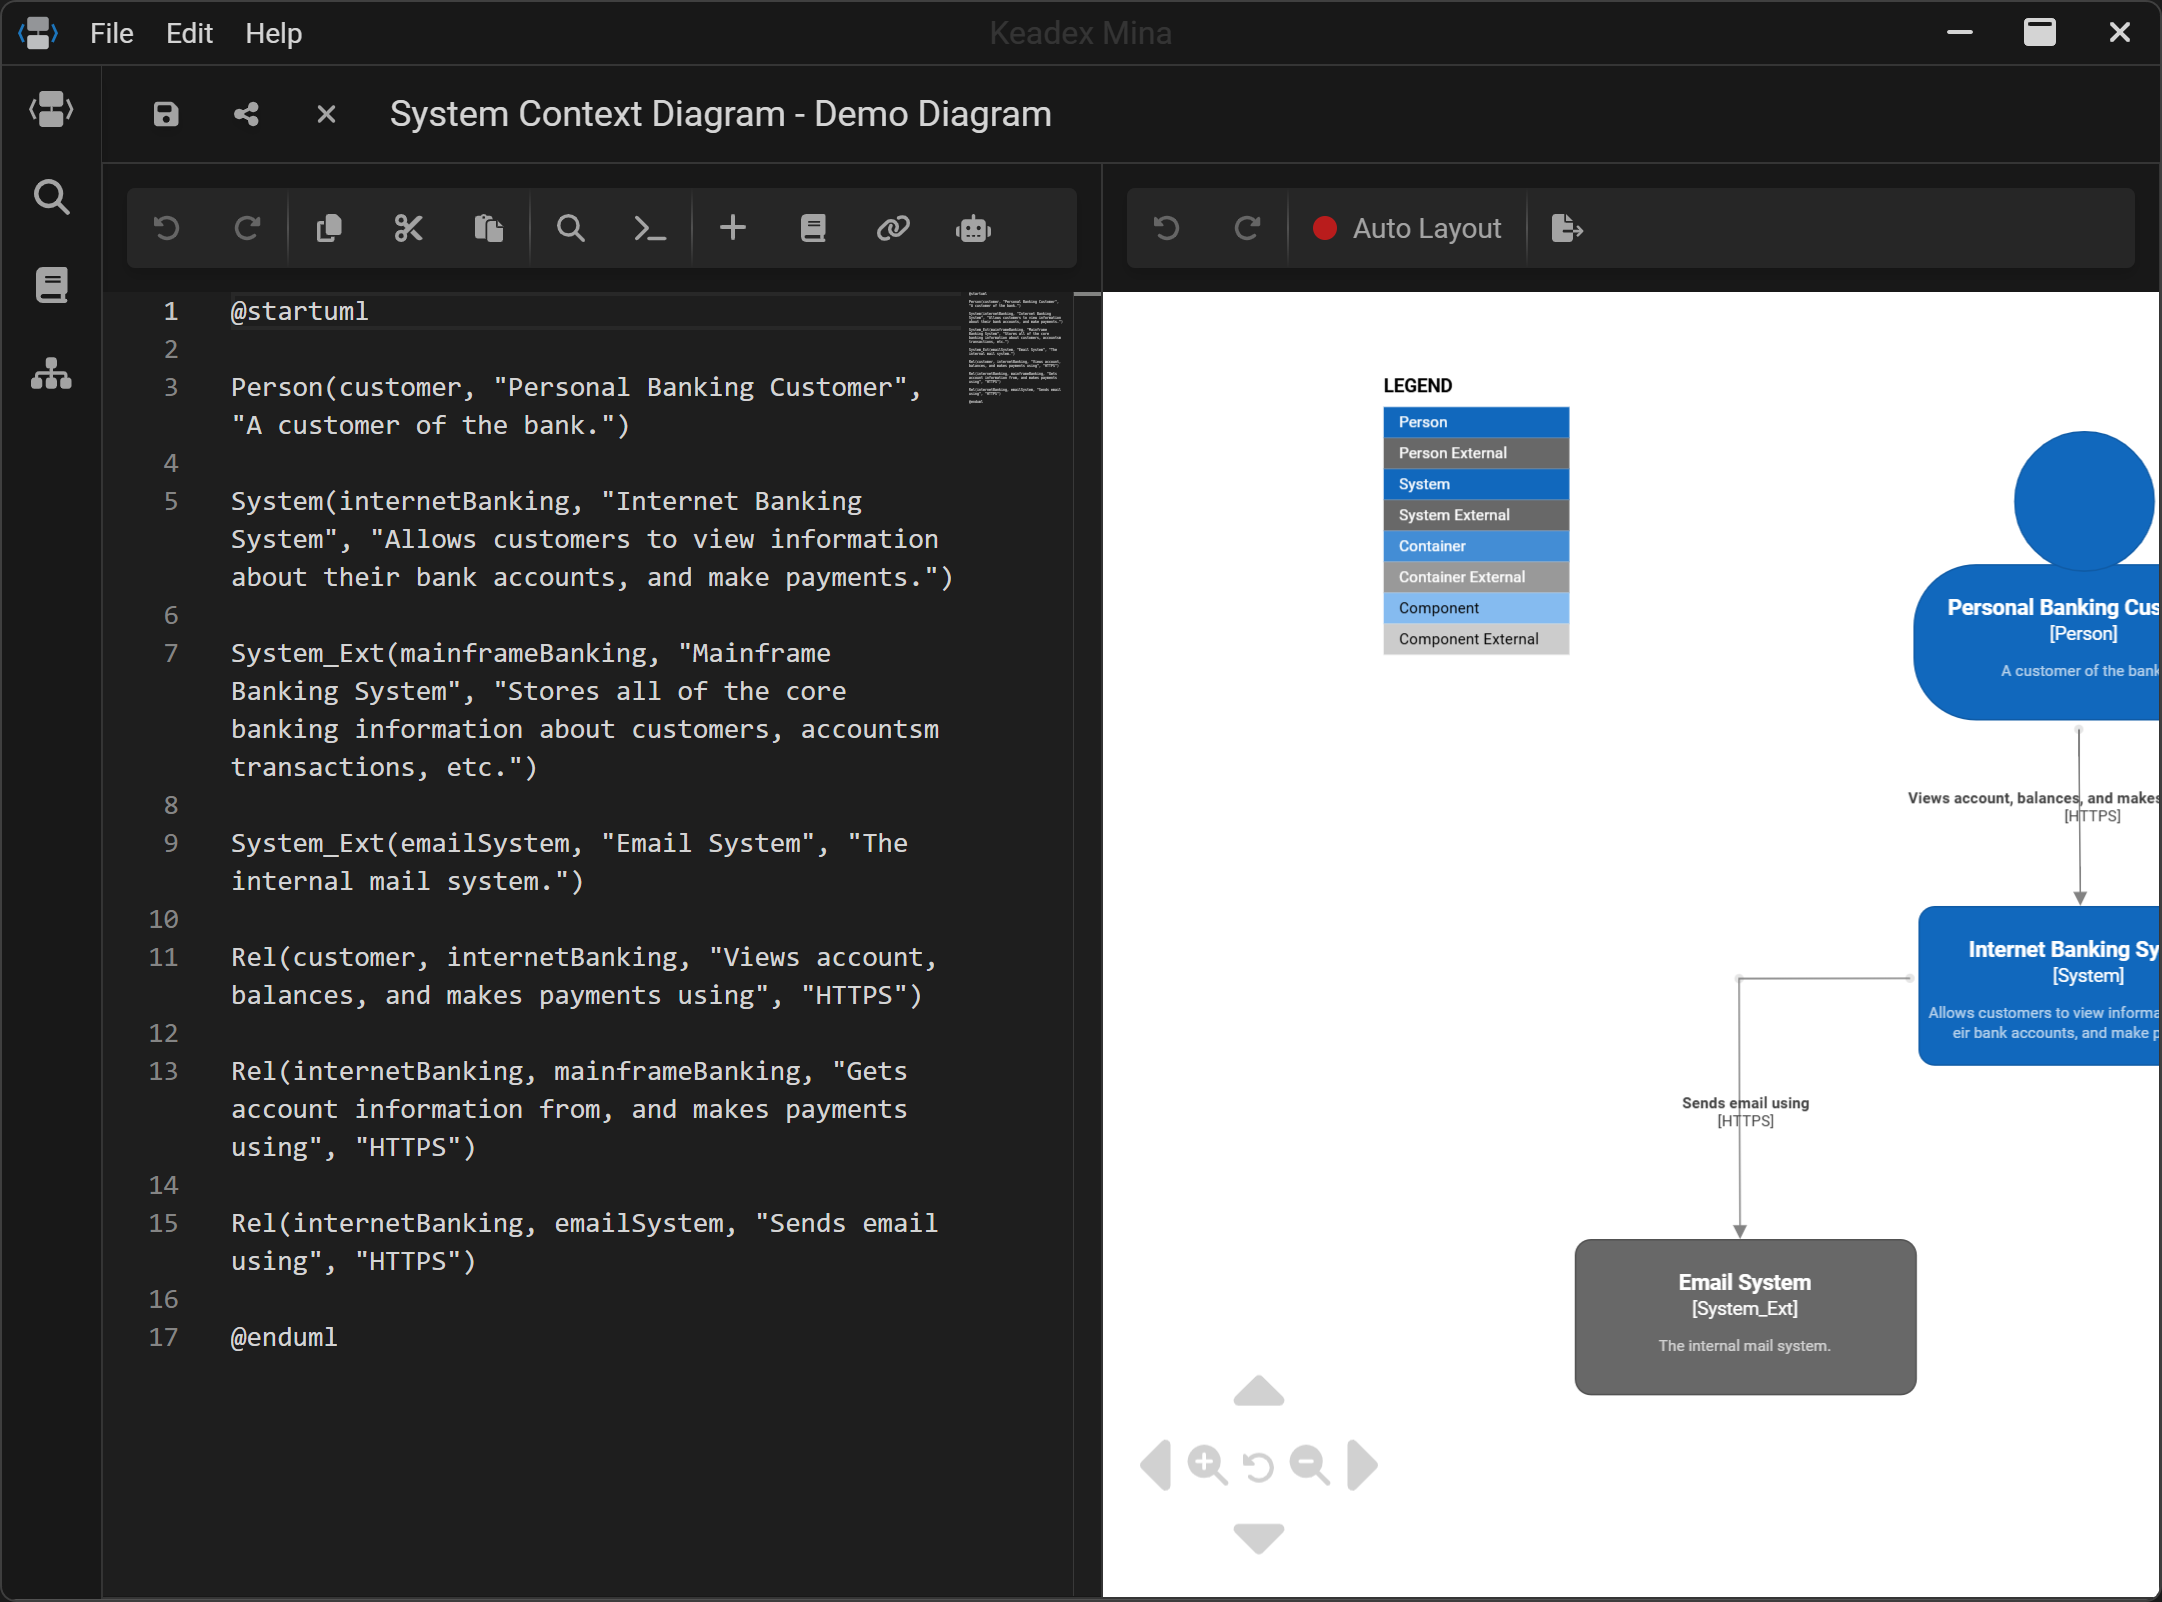 File Edit Help
Keadex Mina
System Context Diagram - Demo Diagram
Auto Layout
1 @startuml
2
3 Person(customer, "Personal Banking Customer",
"A customer of the bank.")
4
5 System(internetBanking, "Internet Banking
System", "Allows customers to view information
about their bank accounts, and make payments.")
6
7 System_Ext(mainframeBanking, "Mainframe
Banking System", "Stores all of the core
banking information about customers, accountsm
transactions, etc.")
8
9 System_Ext(emailSystem, "Email System", "The
internal mail system.")
10
11 Rel(customer, internetBanking, "Views account,
balances, and makes payments using", "HTTPS")
12
13 Rel(internetBanking, mainframeBanking, "Gets
account information from, and makes payments
using", "HTTPS")
14
15 Rel(internetBanking, emailSystem, "Sends email
using", "HTTPS")
16
17 @enduml
LEGEND
Person
Person External
System
System External
Container
Container External
Component
Component External
Personal Banking Cus
[Person]
A customer of the bank
Views account, balances, and makes
[HTTPS]
Internet Banking Sy
[System]
Allows customers to view informa
eir bank accounts, and make p
Sends email using
[HTTPS]
Email System
[System_Ext]
The internal mail system.